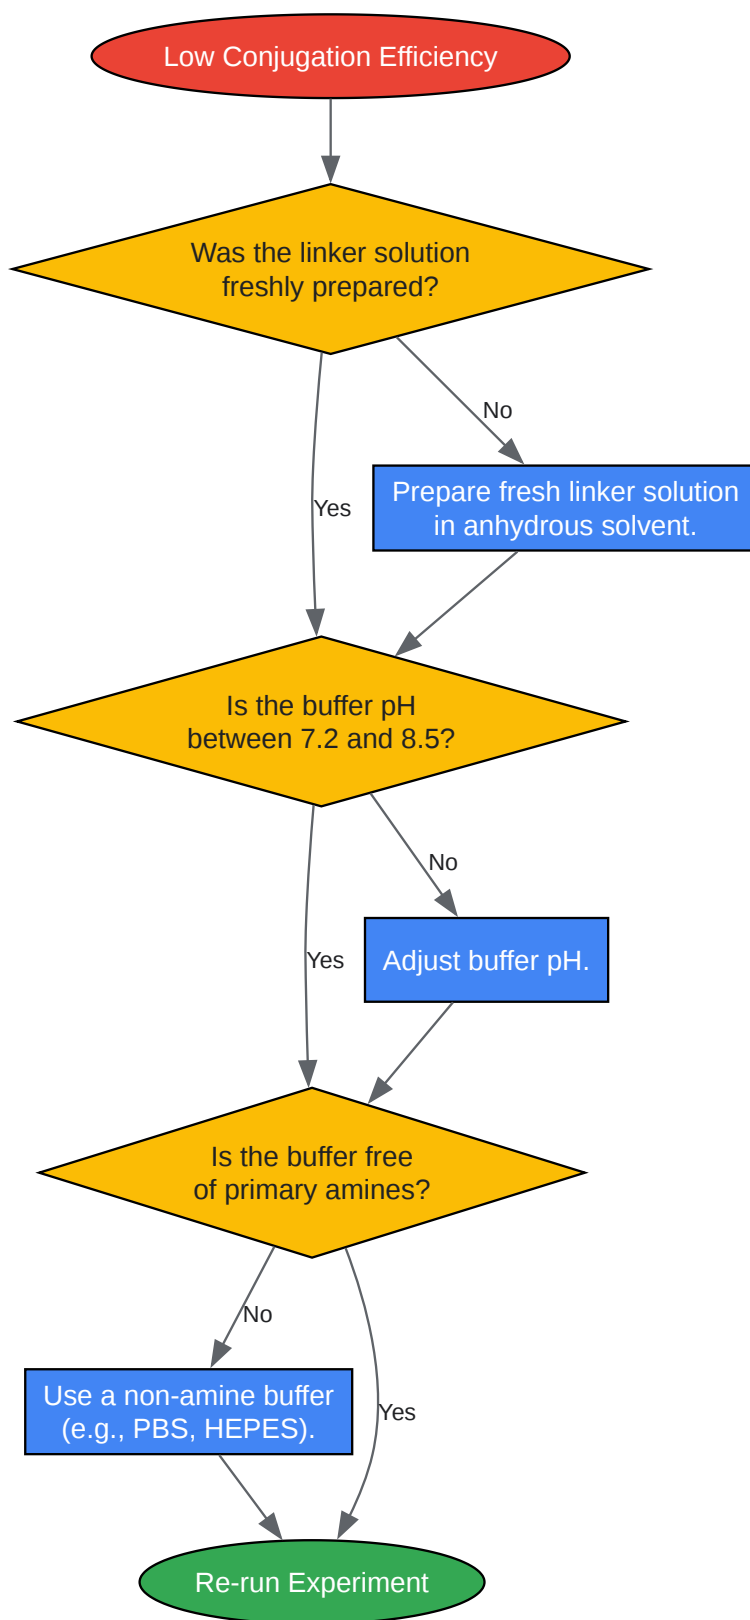 Low Conjugation Efficiency
Was the linker solution
freshly prepared?
No
Prepare fresh linker solution
in anhydrous solvent.
Yes
Is the buffer pH
between 7.2 and 8.5?
No
Adjust buffer pH.
Yes
Is the buffer free
of primary amines?
No
Use a non-amine buffer
(e.g., PBS, HEPES).
Yes
Re-run Experiment